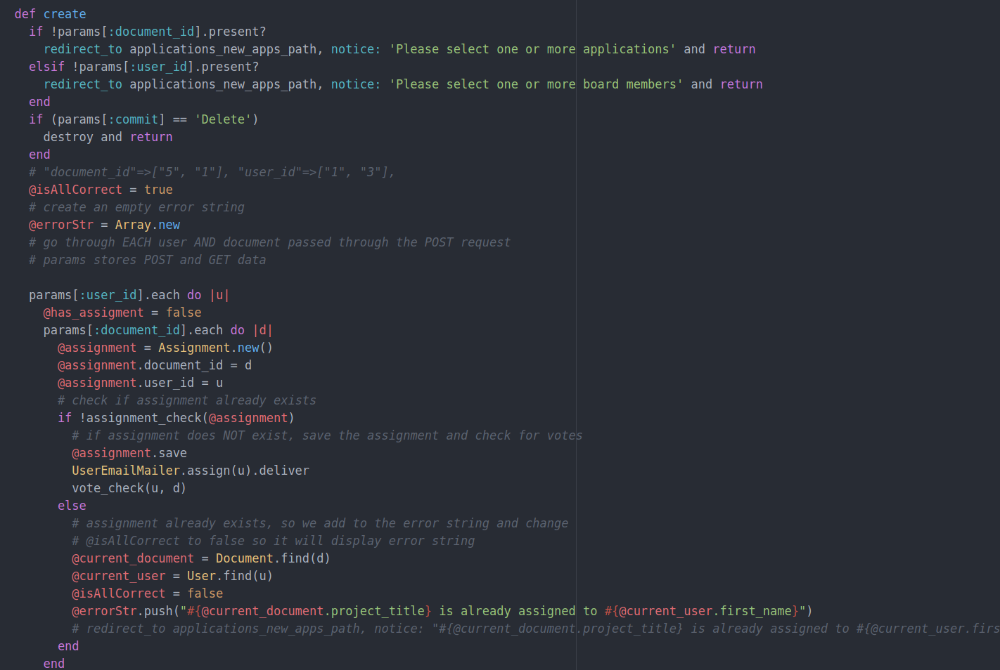 def create
  if !params[:document_id].present?
    redirect_to applications_new_apps_path, notice: 'Please select one or more applications' and return
  elsif !params[:user_id].present?
    redirect_to applications_new_apps_path, notice: 'Please select one or more board members' and return
  end
  if (params[:commit] == 'Delete')
    destroy and return
  end
  # "document_id"=>["5", "1"], "user_id"=>["1", "3"],
  @isAllCorrect = true
  # create an empty error string
  @errorStr = Array.new
  # go through EACH user AND document passed through the POST request
  # params stores POST and GET data

  params[:user_id].each do |u|
    @has_assigment = false
    params[:document_id].each do |d|
      @assignment = Assignment.new()
      @assignment.document_id = d
      @assignment.user_id = u
      # check if assignment already exists
      if !assignment_check(@assignment)
        # if assignment does NOT exist, save the assignment and check for votes
        @assignment.save
        UserEmailMailer.assign(u).deliver
        vote_check(u, d)
      else
        # assignment already exists, so we add to the error string and change
        # @isAllCorrect to false so it will display error string
        @current_document = Document.find(d)
        @current_user = User.find(u)
        @isAllCorrect = false
        @errorStr.push("#{@current_document.project_title} is already assigned to #{@current_user.first_name}")
        # redirect_to applications_new_apps_path, notice: "#{@current_document.project_title} is already assigned to #{@current_user.firs
      end
    end